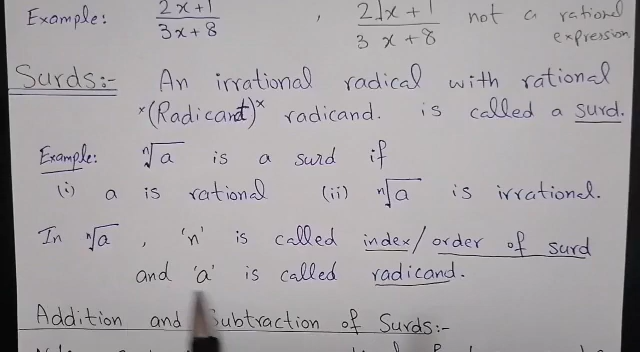 Example: 2x+1 / 3x+8 , 2√x + 1 / 3 x + 8 not a rational expression.
Surds:- An irrational radical with rational
×(Radicant)× radicand. is called a surd.
Example: ⁿ√a is a surd if
(i) a is rational (ii) ⁿ√a is irrational.
In ⁿ√a , 'n' is called index/order of surd
and 'a' is called radicand.
Addition and Subtraction of Surds:-